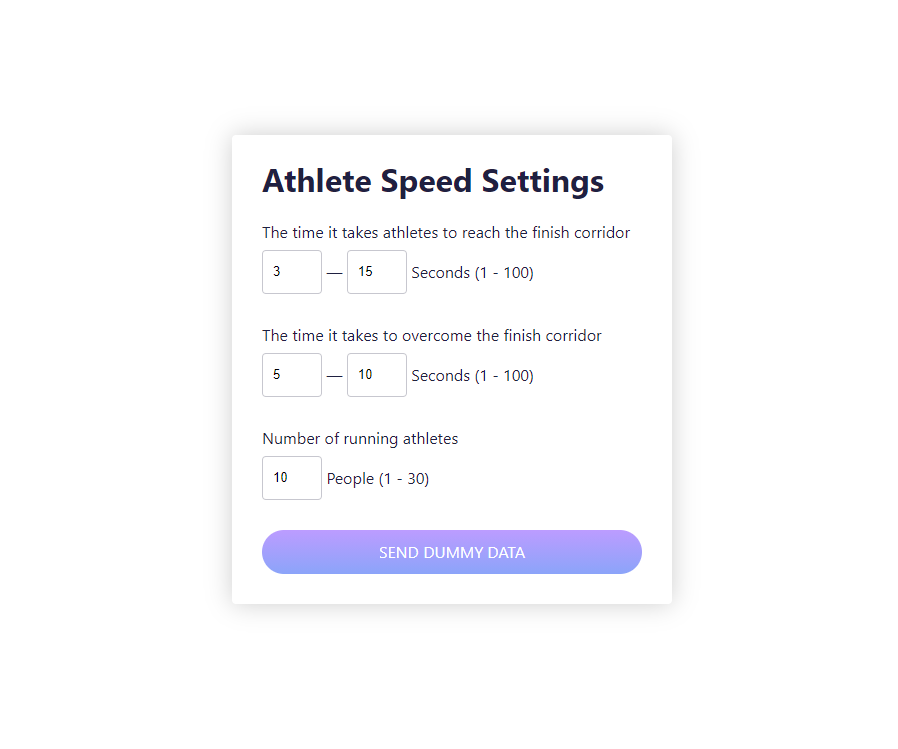 Athlete Speed Settings
The time it takes athletes to reach the finish corridor
3 — 15 Seconds (1 - 100)
The time it takes to overcome the finish corridor
5 — 10 Seconds (1 - 100)
Number of running athletes
10 People (1 - 30)
SEND DUMMY DATA